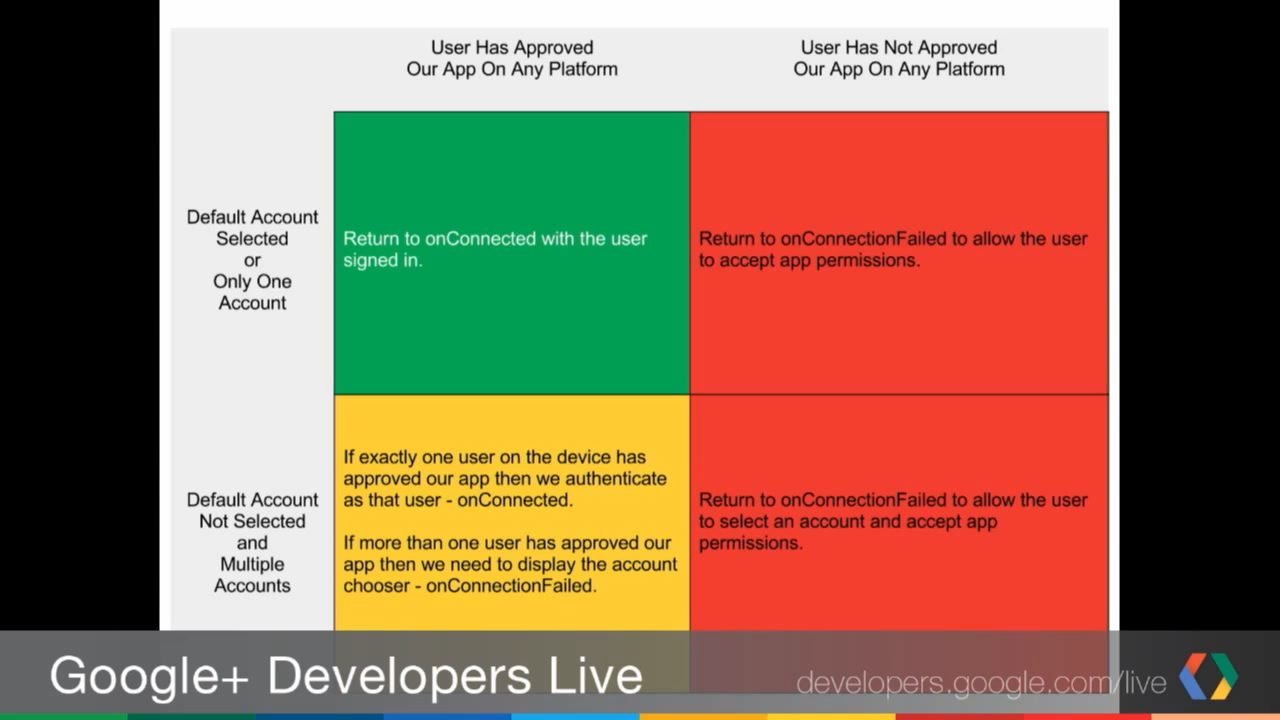 User Has Approved
Our App On Any Platform
User Has Not Approved
Our App On Any Platform
Default Account
Selected
or
Only One
Account
Return to onConnected with the user
signed in.
Return to onConnectionFailed to allow the user
to accept app permissions.
Default Account
Not Selected
and
Multiple
Accounts
If exactly one user on the device has
approved our app then we authenticate
as that user - onConnected.
If more than one user has approved our
app then we need to display the account
chooser - onConnectionFailed.
Return to onConnectionFailed to allow the user
to select an account and accept app
permissions.
Google+ Developers Live
developers.google.com/live